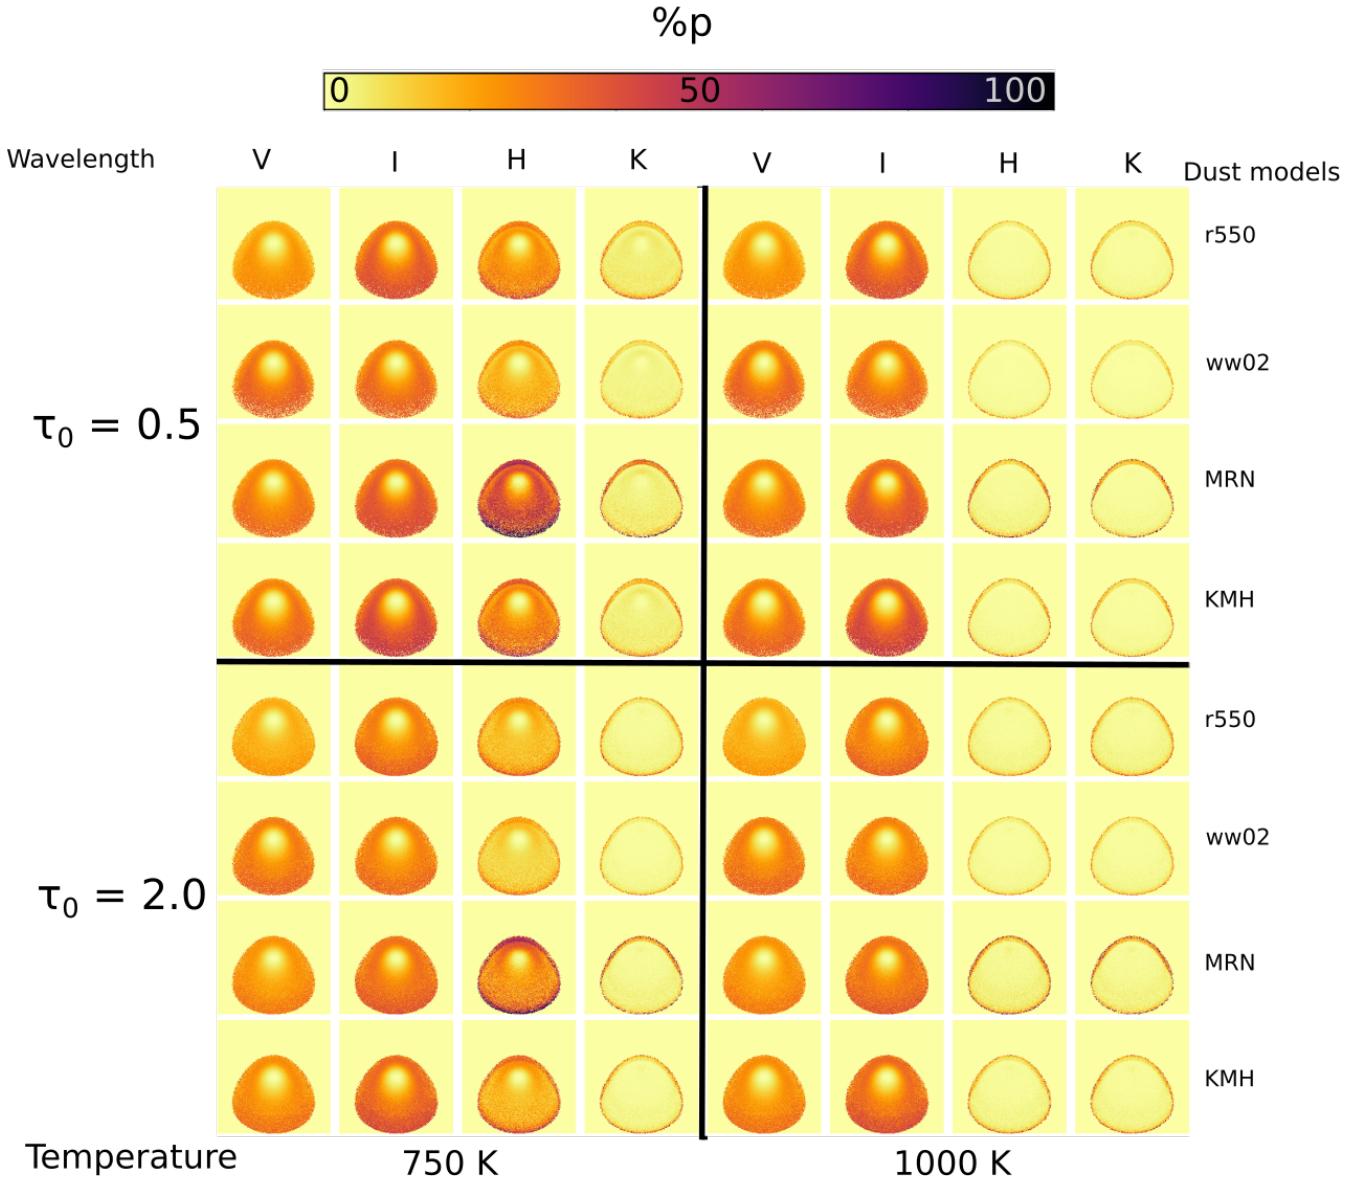 %p
0 50 100
Wavelength V I H K V I H K Dust models
r550
ww02
τ0 = 0.5
MRN
KMH
r550
ww02
τ0 = 2.0
MRN
KMH
Temperature 750 K 1000 K